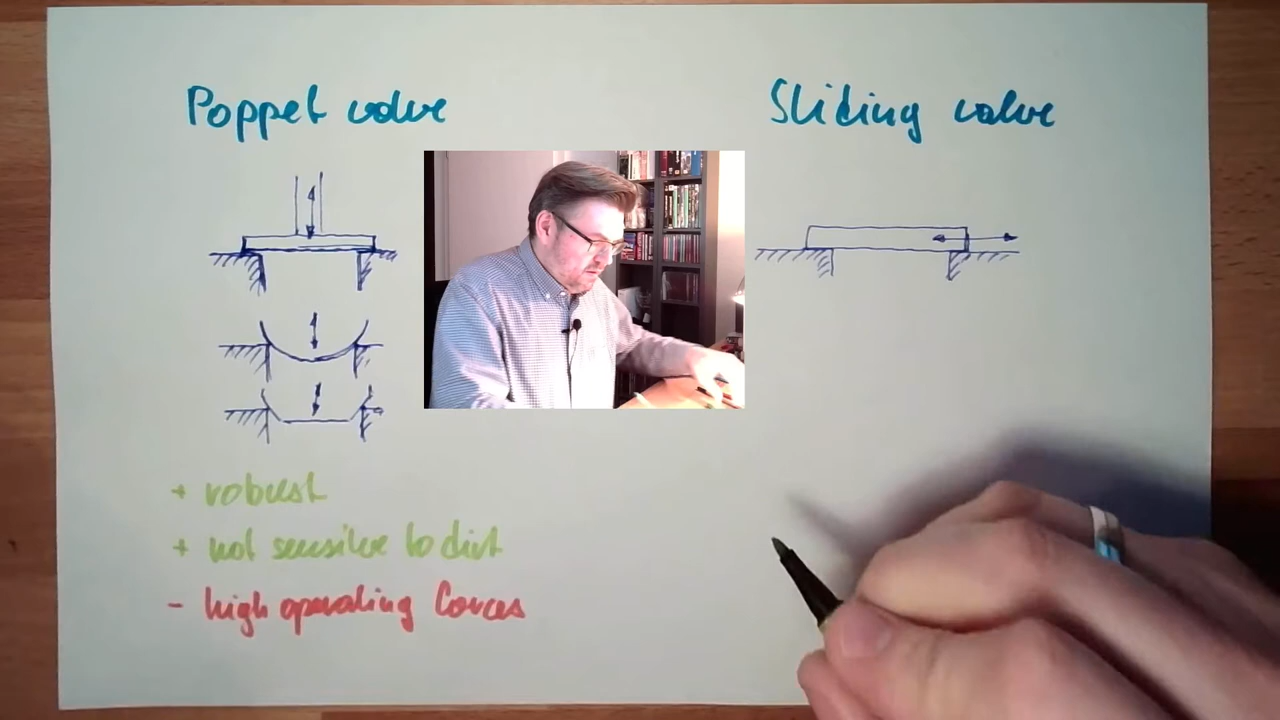 Poppet valve
Sliding valve
+ robust
+ not sensitive to dirt
- high operating forces